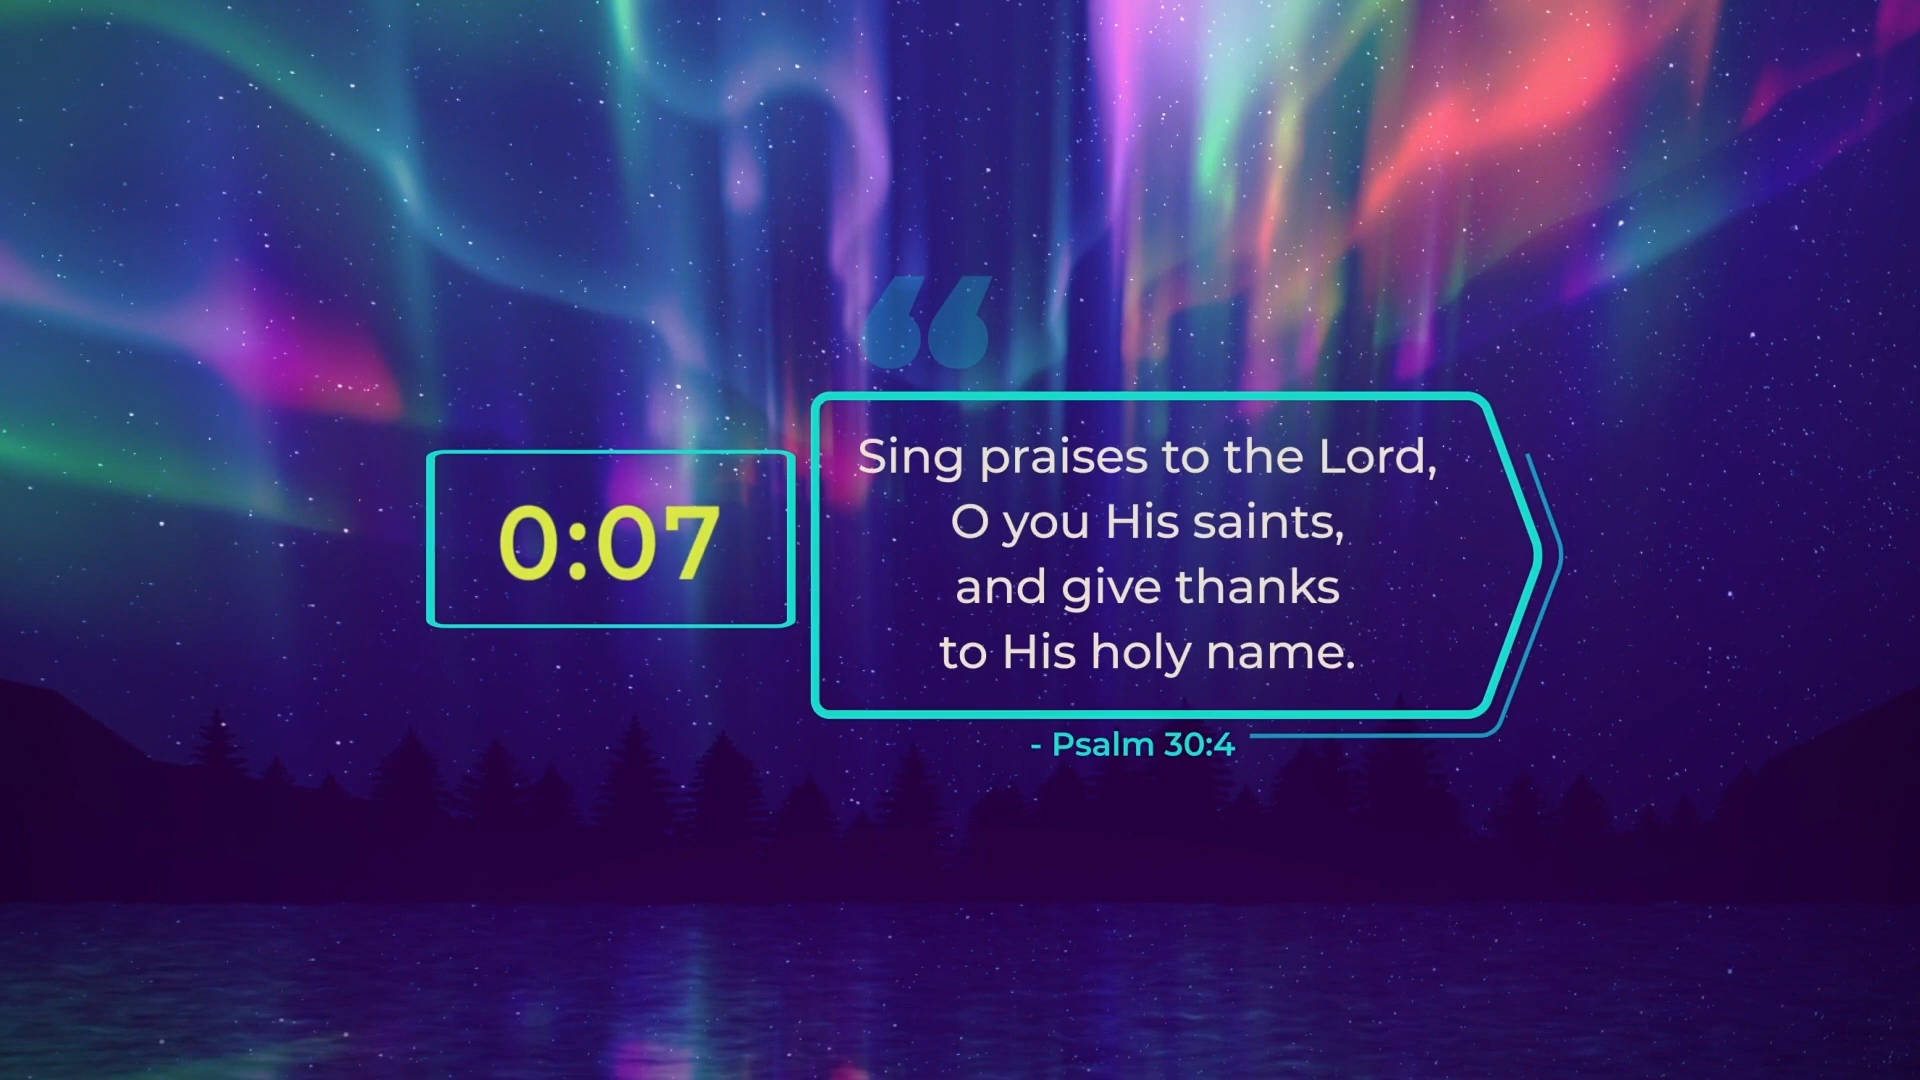 0:07
“
Sing praises to the Lord,
O you His saints,
and give thanks
to His holy name.
- Psalm 30:4